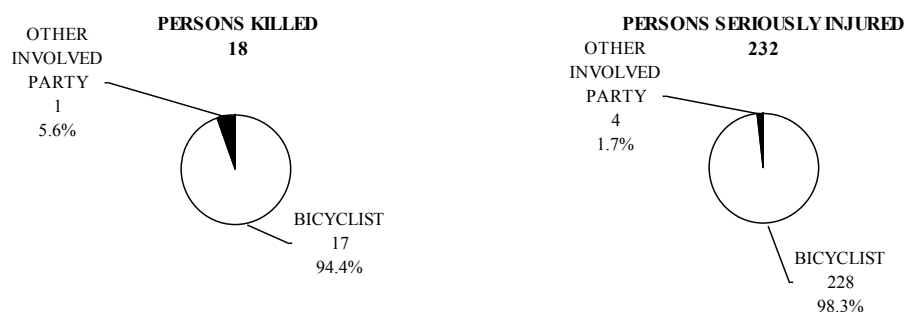 PERSONS KILLED
18
OTHER
INVOLVED
PARTY
1
5.6%
BICYCLIST
17
94.4%
PERSONS SERIOUSLY INJURED
232
OTHER
INVOLVED
PARTY
4
1.7%
BICYCLIST
228
98.3%